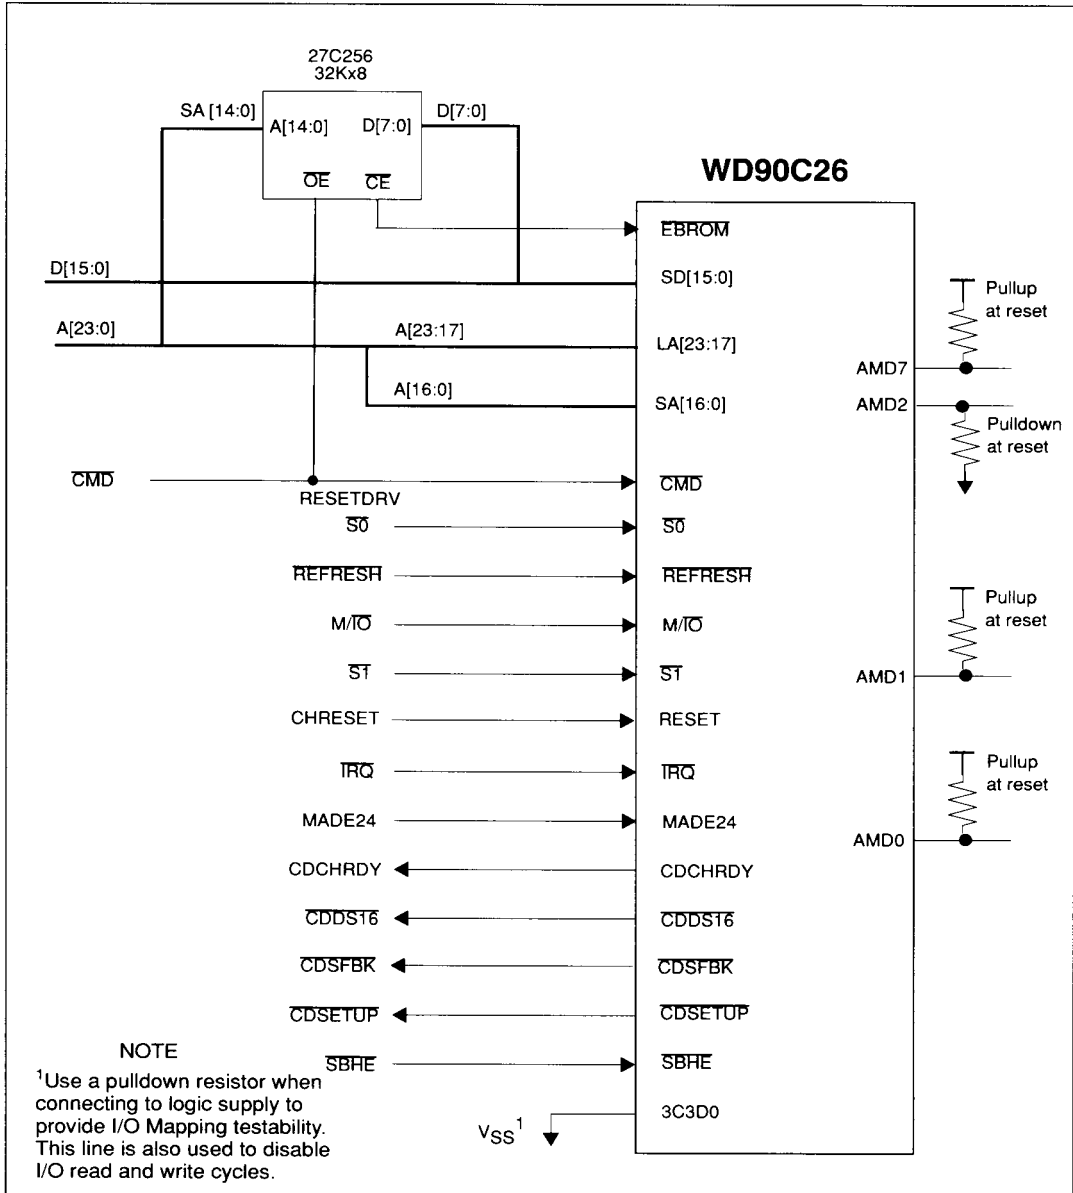 27C256
32Kx8
SA [14:0]
A[14:0]
D[7:0]
D[7:0]
OE
CE
WD90C26
EBROM
D[15:0]
SD[15:0]
Pullup
at reset
A[23:0]
A[23:17]
LA[23:17]
AMD7
A[16:0]
SA[16:0]
AMD2
Pulldown
at reset
CMD
CMD
RESETDRV
S0
S0
REFRESH
REFRESH
Pullup
at reset
M/IO
M/IO
S1
S1
AMD1
CHRESET
RESET
IRQ
IRQ
Pullup
at reset
MADE24
MADE24
AMD0
CDCHRDY
CDCHRDY
CDDS16
CDDS16
CDSFBK
CDSFBK
CDSETUP
CDSETUP
SBHE
SBHE
VSS1
3C3D0
NOTE
1Use a pulldown resistor when
connecting to logic supply to
provide I/O Mapping testability.
This line is also used to disable
I/O read and write cycles.